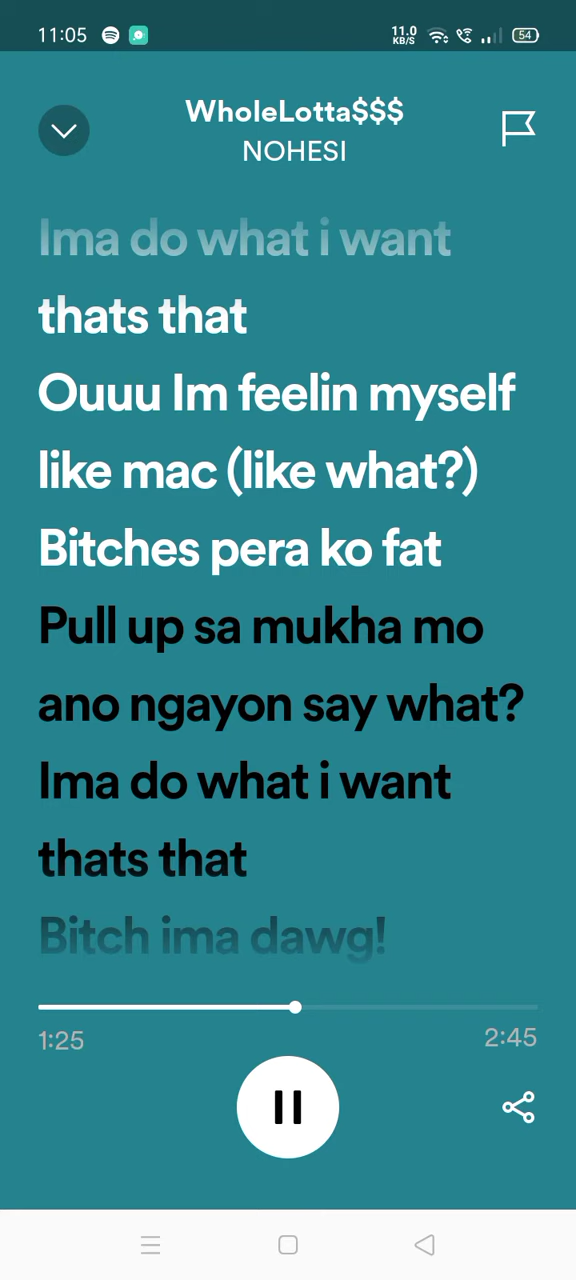 11:05
11.0
KB/S
54
WholeLotta$$$
NOHESI
Ima do what i want
thats that
Ouuu Im feelin myself
like mac (like what?)
Bitches pera ko fat
Pull up sa mukha mo
ano ngayon say what?
Ima do what i want
thats that
Bitch ima dawg!
1:25
2:45